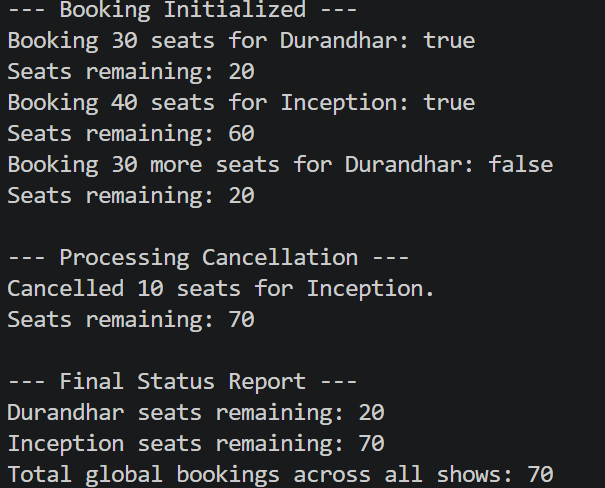 --- Booking Initialized ---
Booking 30 seats for Durandhar: true
Seats remaining: 20
Booking 40 seats for Inception: true
Seats remaining: 60
Booking 30 more seats for Durandhar: false
Seats remaining: 20

--- Processing Cancellation ---
Cancelled 10 seats for Inception.
Seats remaining: 70

--- Final Status Report ---
Durandhar seats remaining: 20
Inception seats remaining: 70
Total global bookings across all shows: 70